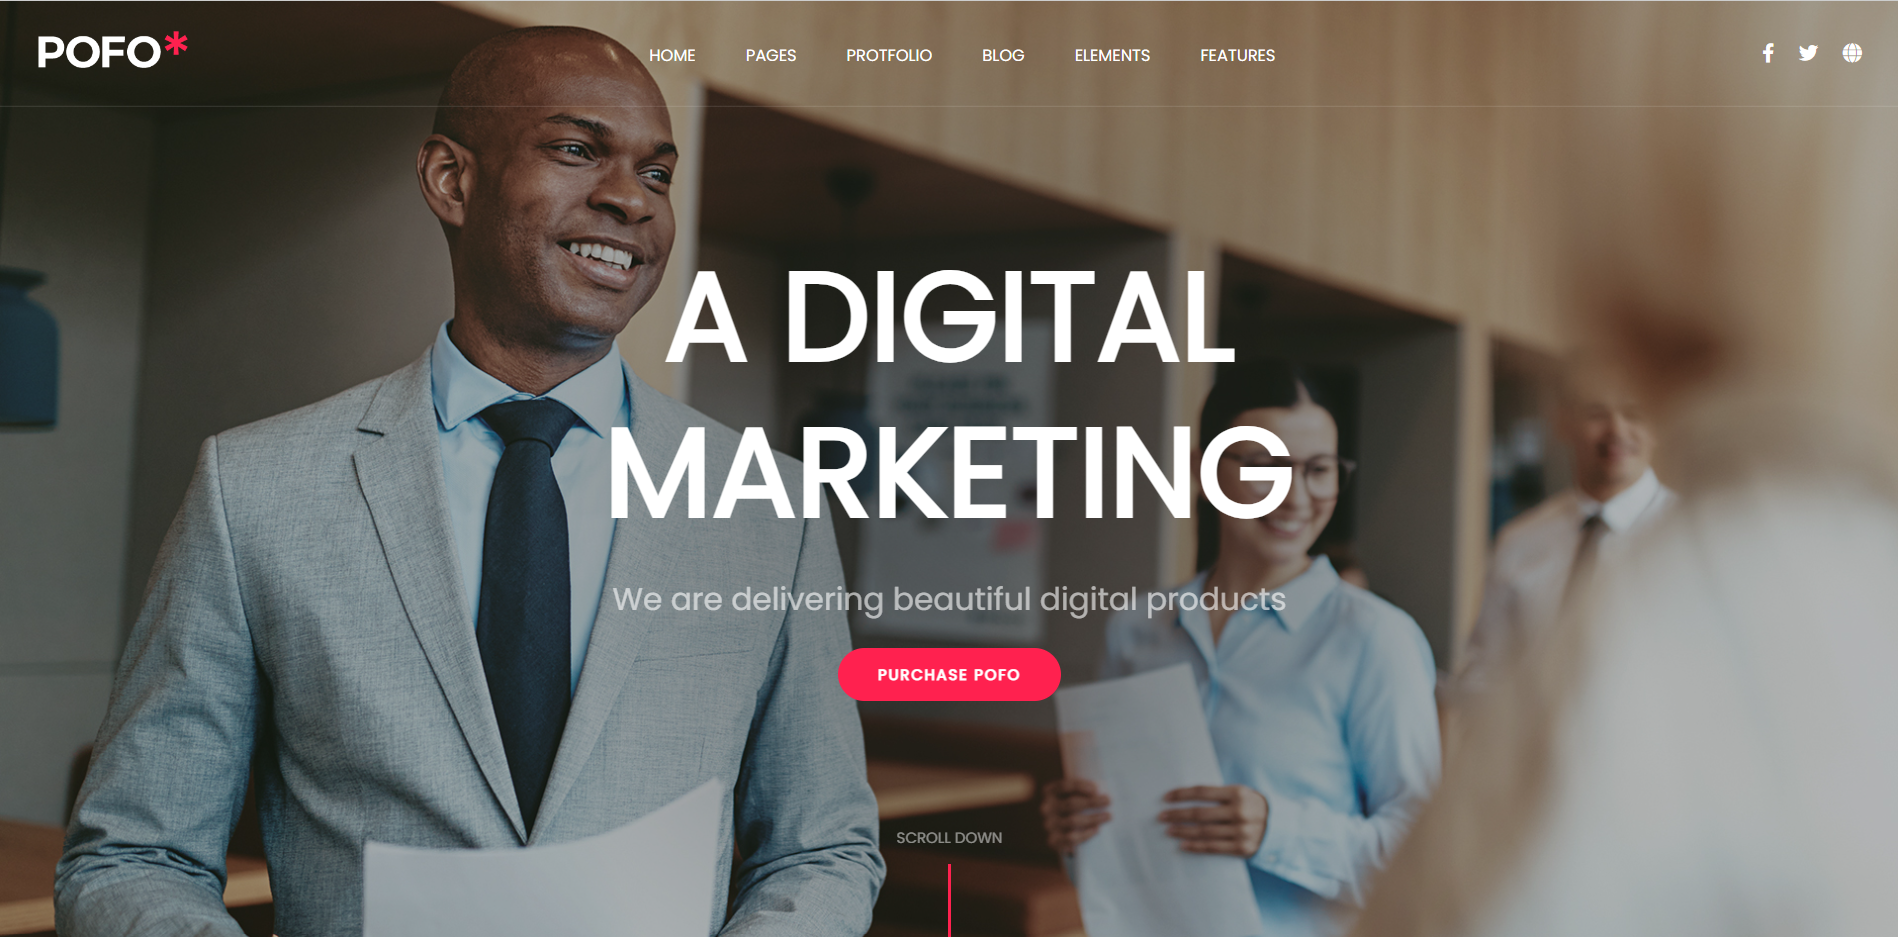 POFO*
HOME PAGES PROTFOLIO BLOG ELEMENTS FEATURES
A DIGITAL
MARKETING
We are delivering beautiful digital products
PURCHASE POFO
SCROLL DOWN